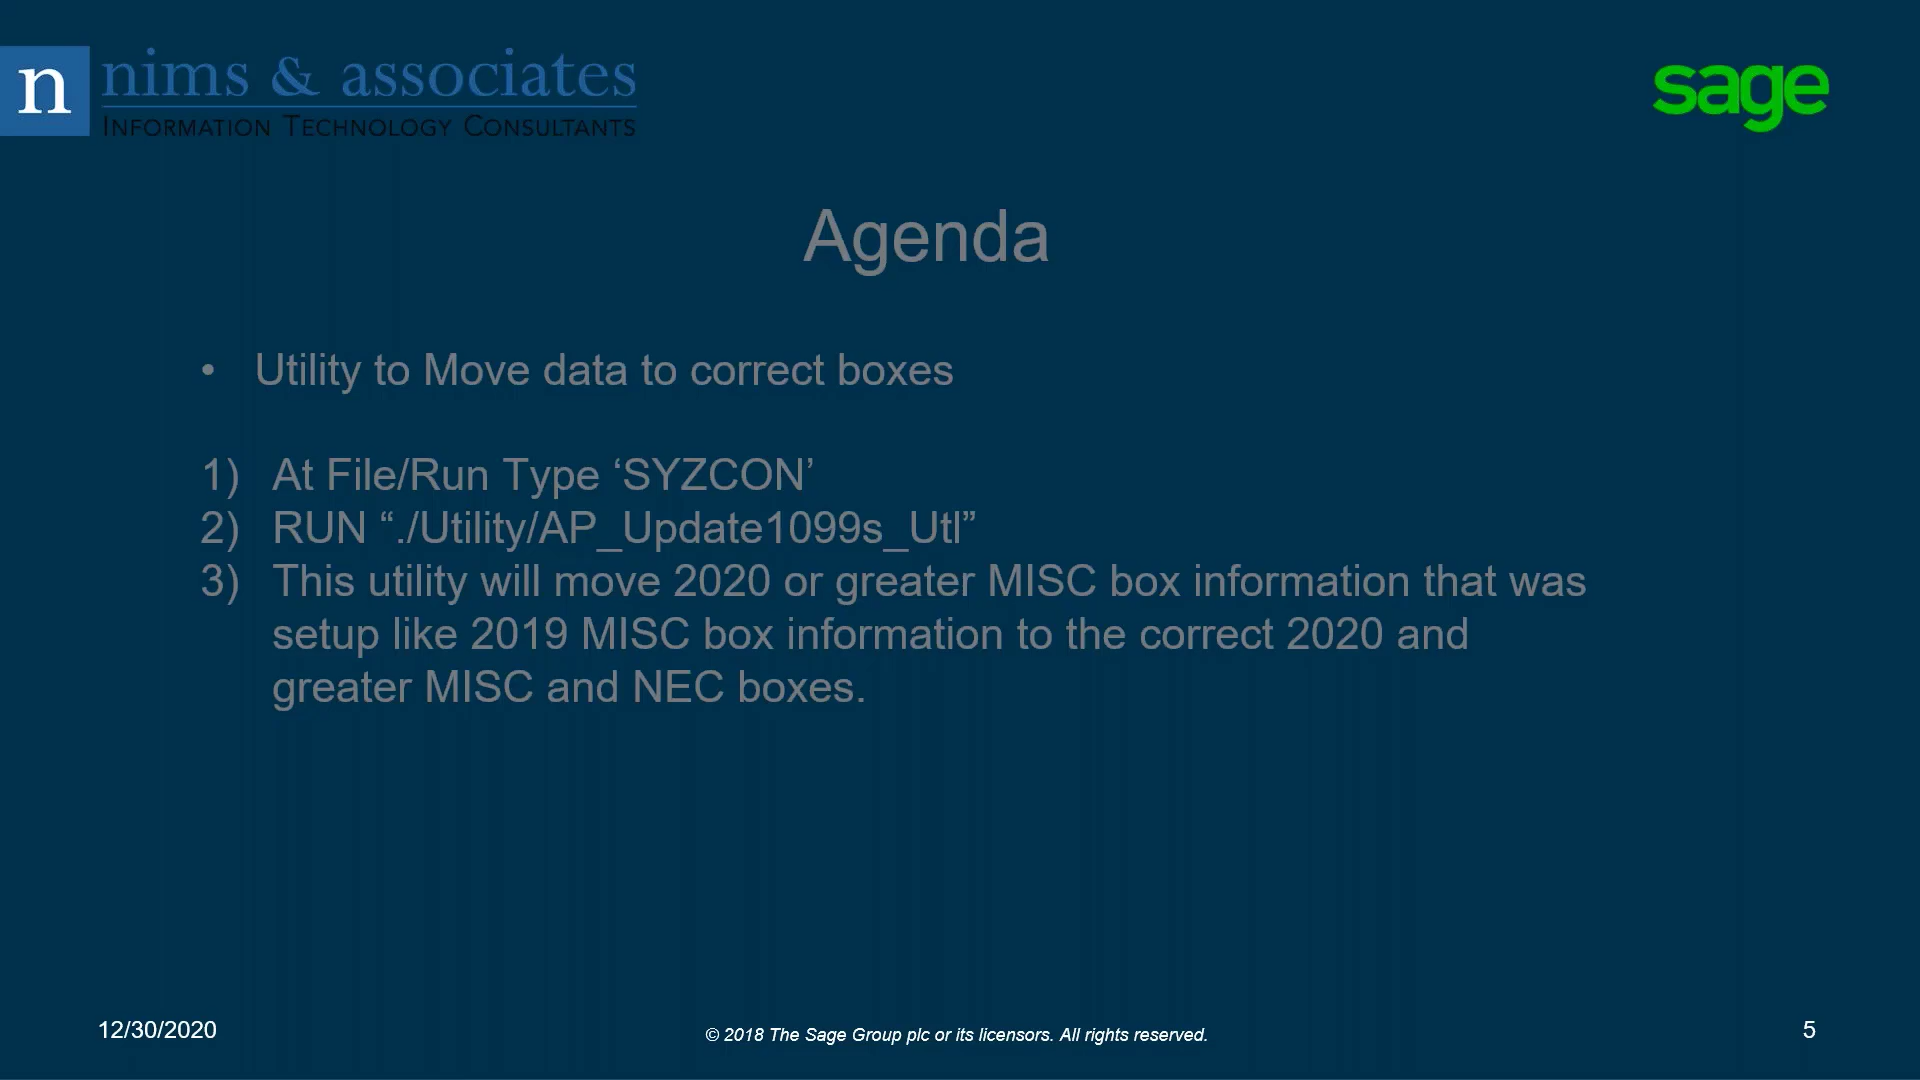 n nims & associates
INFORMATION TECHNOLOGY CONSULTANTS
sage
Agenda
• Utility to Move data to correct boxes
1) At File/Run Type ‘SYZCON’
2) RUN “./Utility/AP_Update1099s_Utl”
3) This utility will move 2020 or greater MISC box information that was
setup like 2019 MISC box information to the correct 2020 and
greater MISC and NEC boxes.
12/30/2020
© 2018 The Sage Group plc or its licensors. All rights reserved.
5